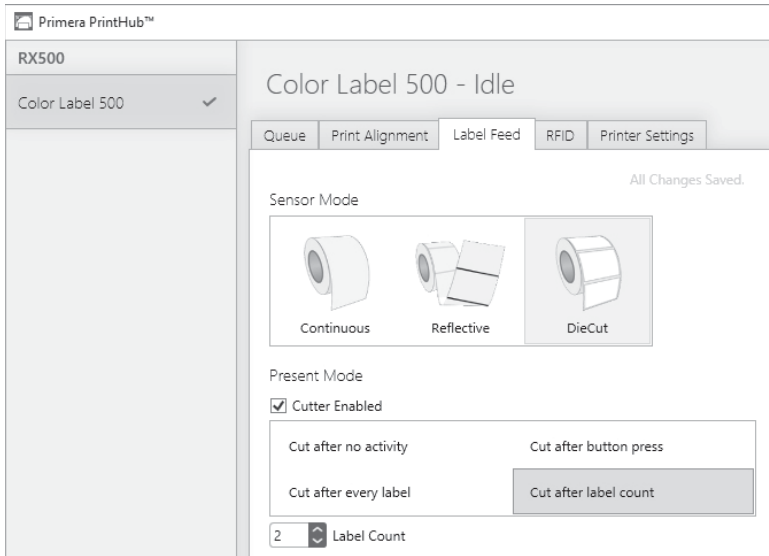 Primera PrintHub™
RX500
Color Label 500
Color Label 500 - Idle
Queue Print Alignment Label Feed RFID Printer Settings
All Changes Saved.
Sensor Mode
Continuous Reflective DieCut
Present Mode
Cutter Enabled
Cut after no activity Cut after button press
Cut after every label Cut after label count
2 Label Count